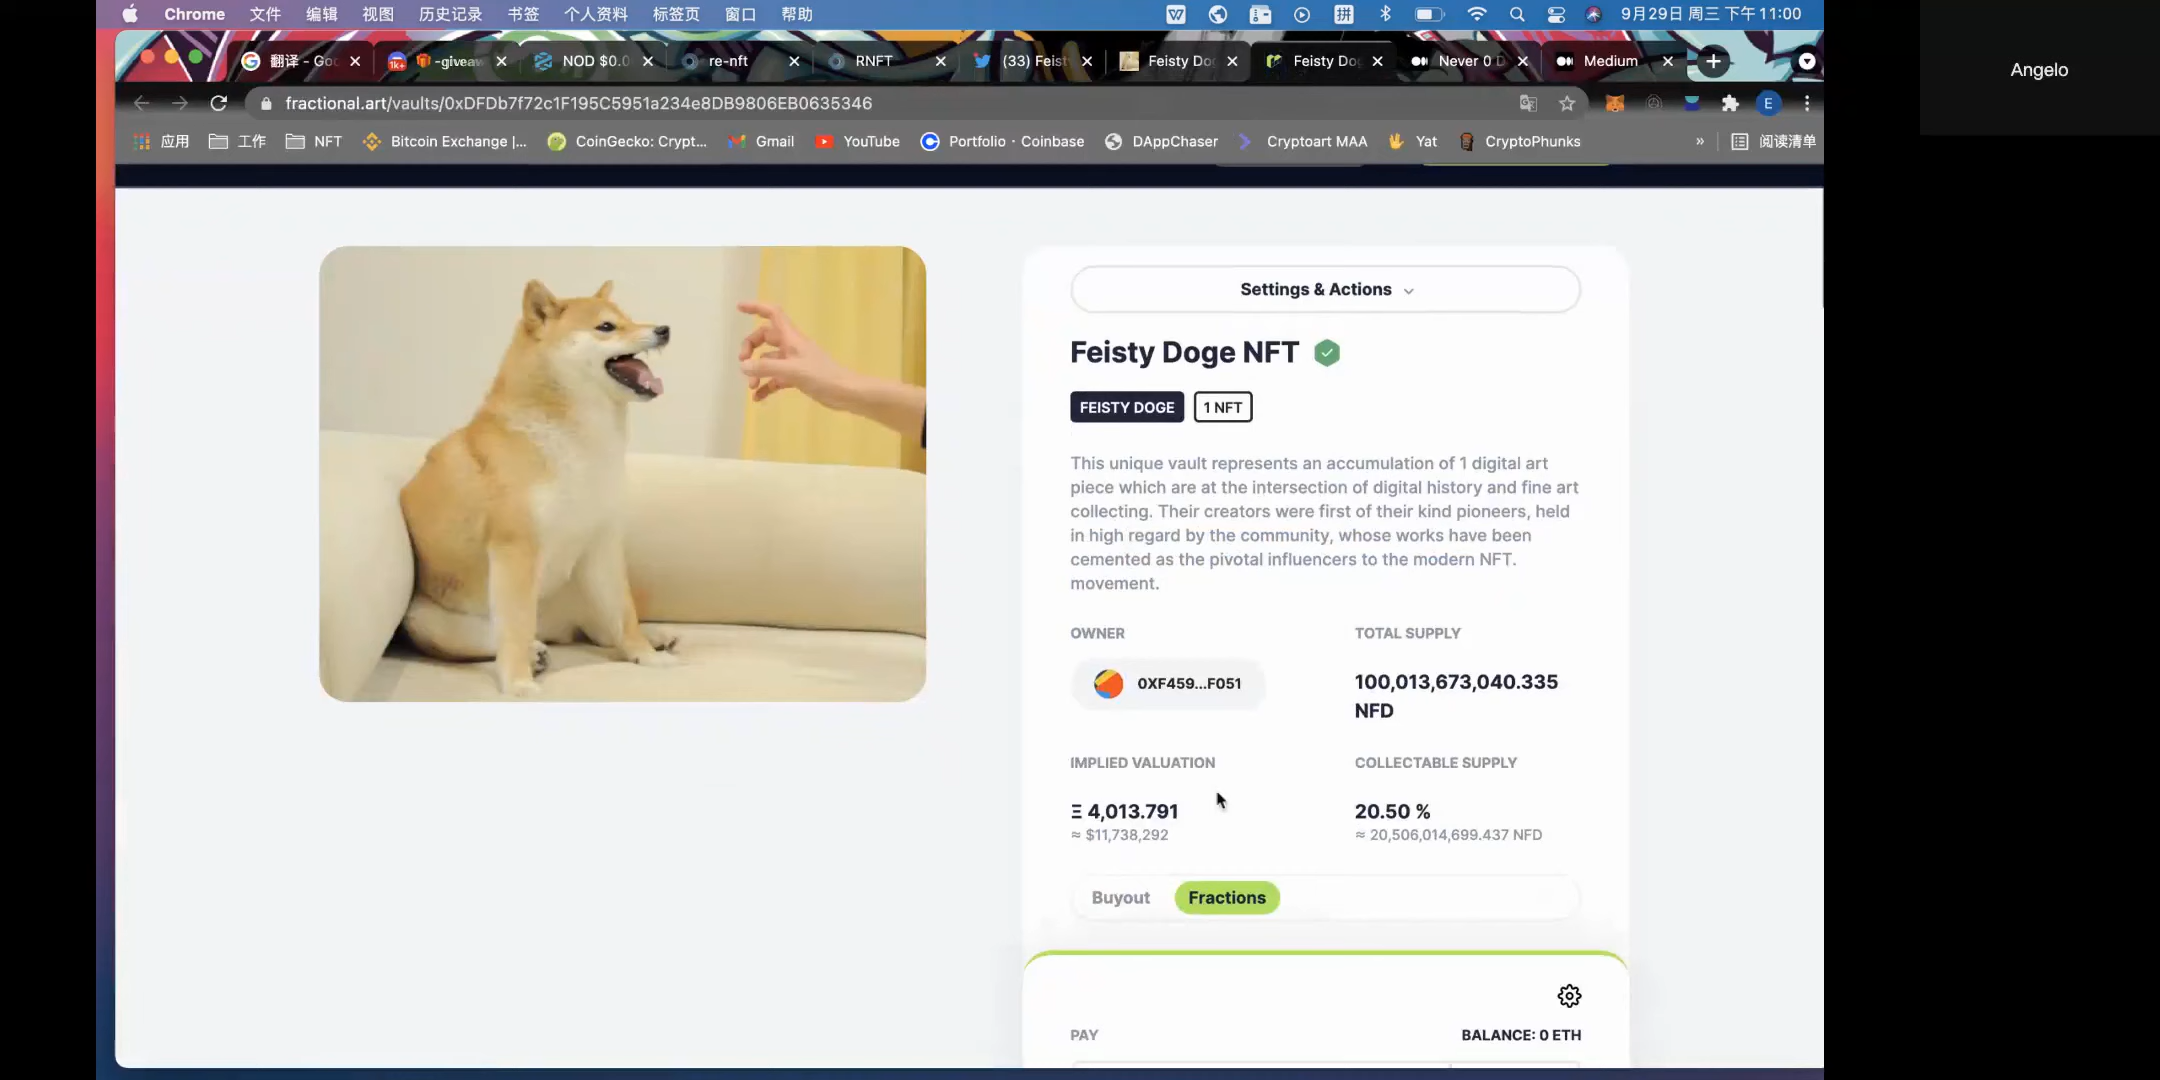 Chrome 文件 编辑 视图 历史记录 书签 个人资料 标签页 窗口 帮助 拼 9月29日 周三 下午11:00
翻译 - Goo 1k+ -giveaw NOD $0.0 re-nft RNFT (33) Feist Feisty Do Feisty Do Never 0 D Medium
fractional.art/vaults/0xDFDb7f72c1F195C5951a234e8DB9806EB0635346 E
应用 工作 NFT Bitcoin Exchange |... CoinGecko: Crypt... Gmail YouTube Portfolio · Coinbase DAppChaser Cryptoart MAA Yat CryptoPhunks » 阅读清单
Angelo
Settings & Actions
Feisty Doge NFT
FEISTY DOGE 1 NFT
This unique vault represents an accumulation of 1 digital art
piece which are at the intersection of digital history and fine art
collecting. Their creators were first of their kind pioneers, held
in high regard by the community, whose works have been
cemented as the pivotal influencers to the modern NFT.
movement.
OWNER TOTAL SUPPLY
0XF459...F051 100,013,673,040.335
NFD
IMPLIED VALUATION COLLECTABLE SUPPLY
Ξ 4,013.791 20.50 %
≈ $11,738,292 ≈ 20,506,014,699.437 NFD
Buyout Fractions
PAY BALANCE: 0 ETH